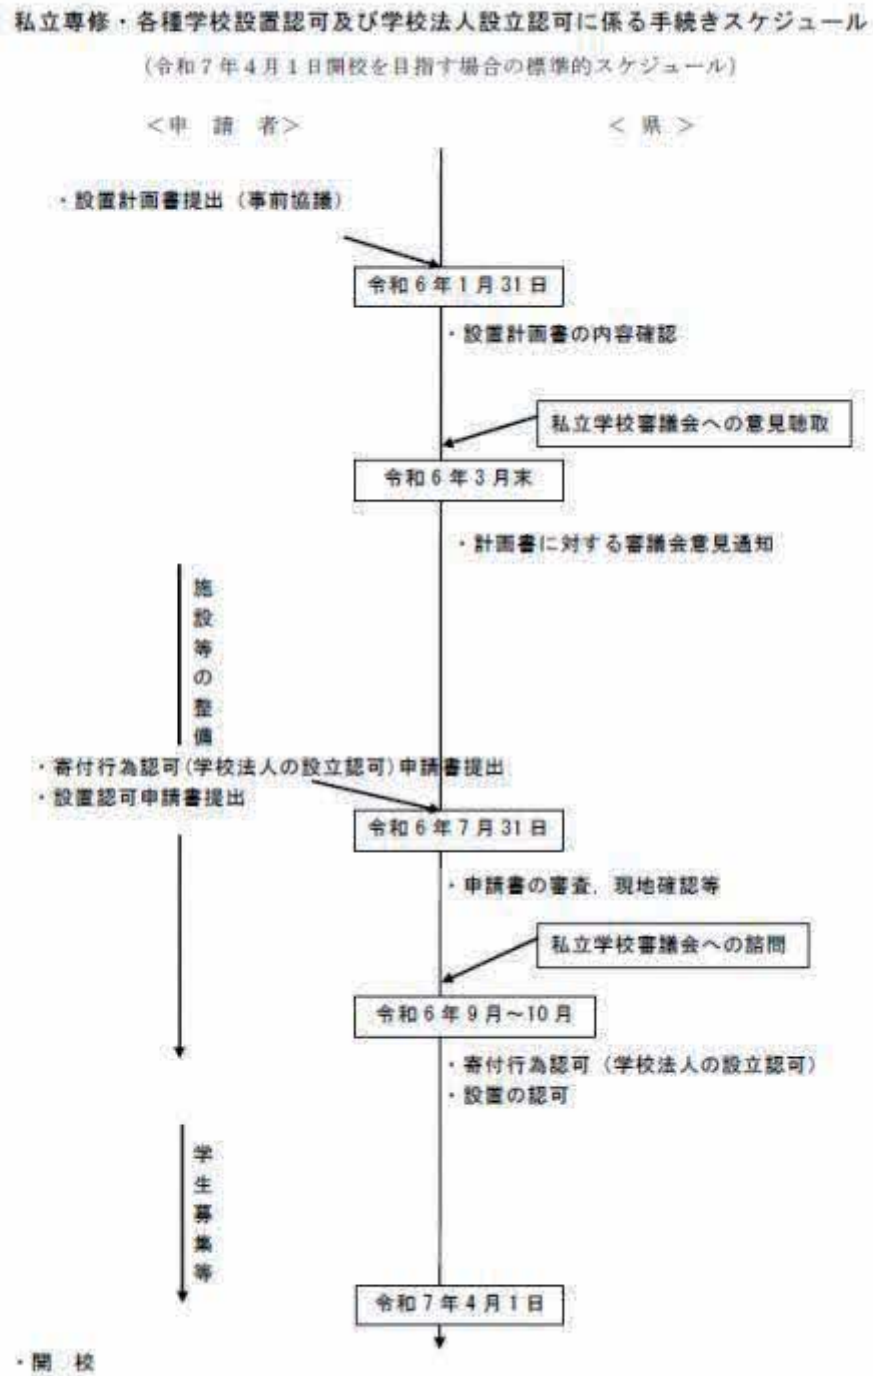 私立専修・各種学校設置認可及び学校法人設立認可に係る手続きスケジュール
(令和7年4月1日開校を目指す場合の標準的スケジュール)
＜申　請　者＞
＜　県　＞
・設置計画書提出（事前協議）
令和6年1月31日
・設置計画書の内容確認
私立学校審議会への意見聴取
令和6年3月末
・計画書に対する審議会意見通知
施設等の整備
・寄付行為認可(学校法人の設立認可)申請書提出
・設置認可申請書提出
令和6年7月31日
・申請書の審査，現地確認等
私立学校審議会への諮問
令和6年9月～10月
・寄付行為認可（学校法人の設立認可）
・設置の認可
学生募集等
令和7年4月1日
・開　校